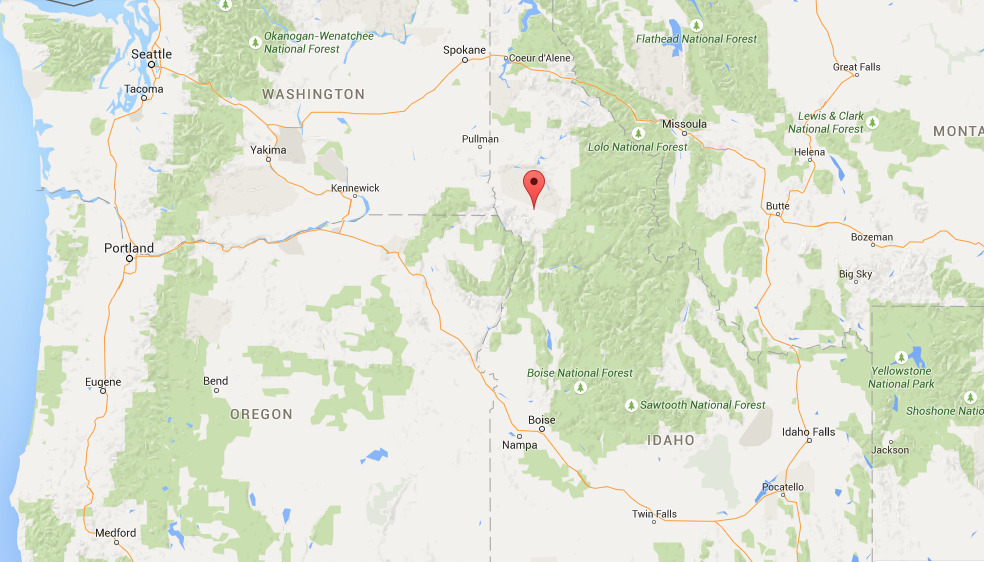 Okanogan-Wenatchee
National Forest
Seattle
Spokane
Coeur d'Alene
Flathead National Forest
Great Falls
Tacoma
WASHINGTON
Lewis & Clark
National Forest
MONTA
Missoula
Pullman
Lolo National Forest
Yakima
Helena
Kennewick
Butte
Portland
Bozeman
Big Sky
Yellowstone
National Park
Boise National Forest
Eugene
Bend
Sawtooth National Forest
Shoshone Natio
OREGON
Boise
Nampa
IDAHO
Idaho Falls
Jackson
Pocatello
Twin Falls
Medford